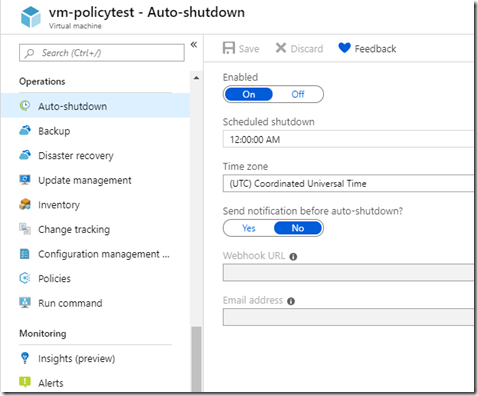 vm-policytest - Auto-shutdown
Virtual machine
Search (Ctrl+/)
«
Operations
Auto-shutdown
Backup
Disaster recovery
Update management
Inventory
Change tracking
Configuration management ...
Policies
Run command
Monitoring
Insights (preview)
Alerts
Save Discard Feedback
Enabled
On Off
Scheduled shutdown
12:00:00 AM
Time zone
(UTC) Coordinated Universal Time
Send notification before auto-shutdown?
Yes No
Webhook URL
Email address